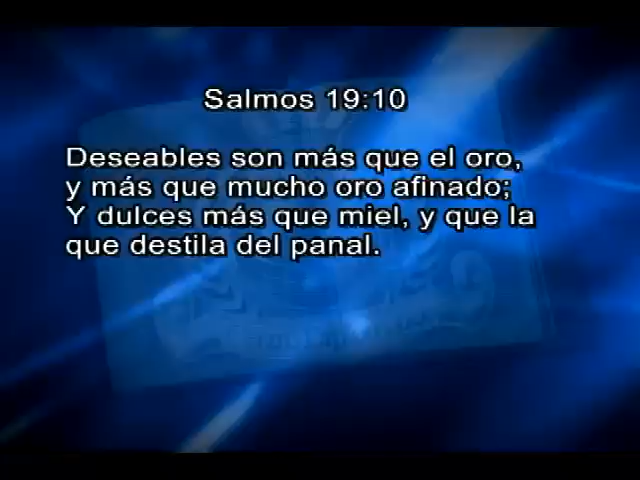 Salmos 19:10
Deseables son más que el oro,
y más que mucho oro afinado;
Y dulces más que miel, y que la
que destila del panal.